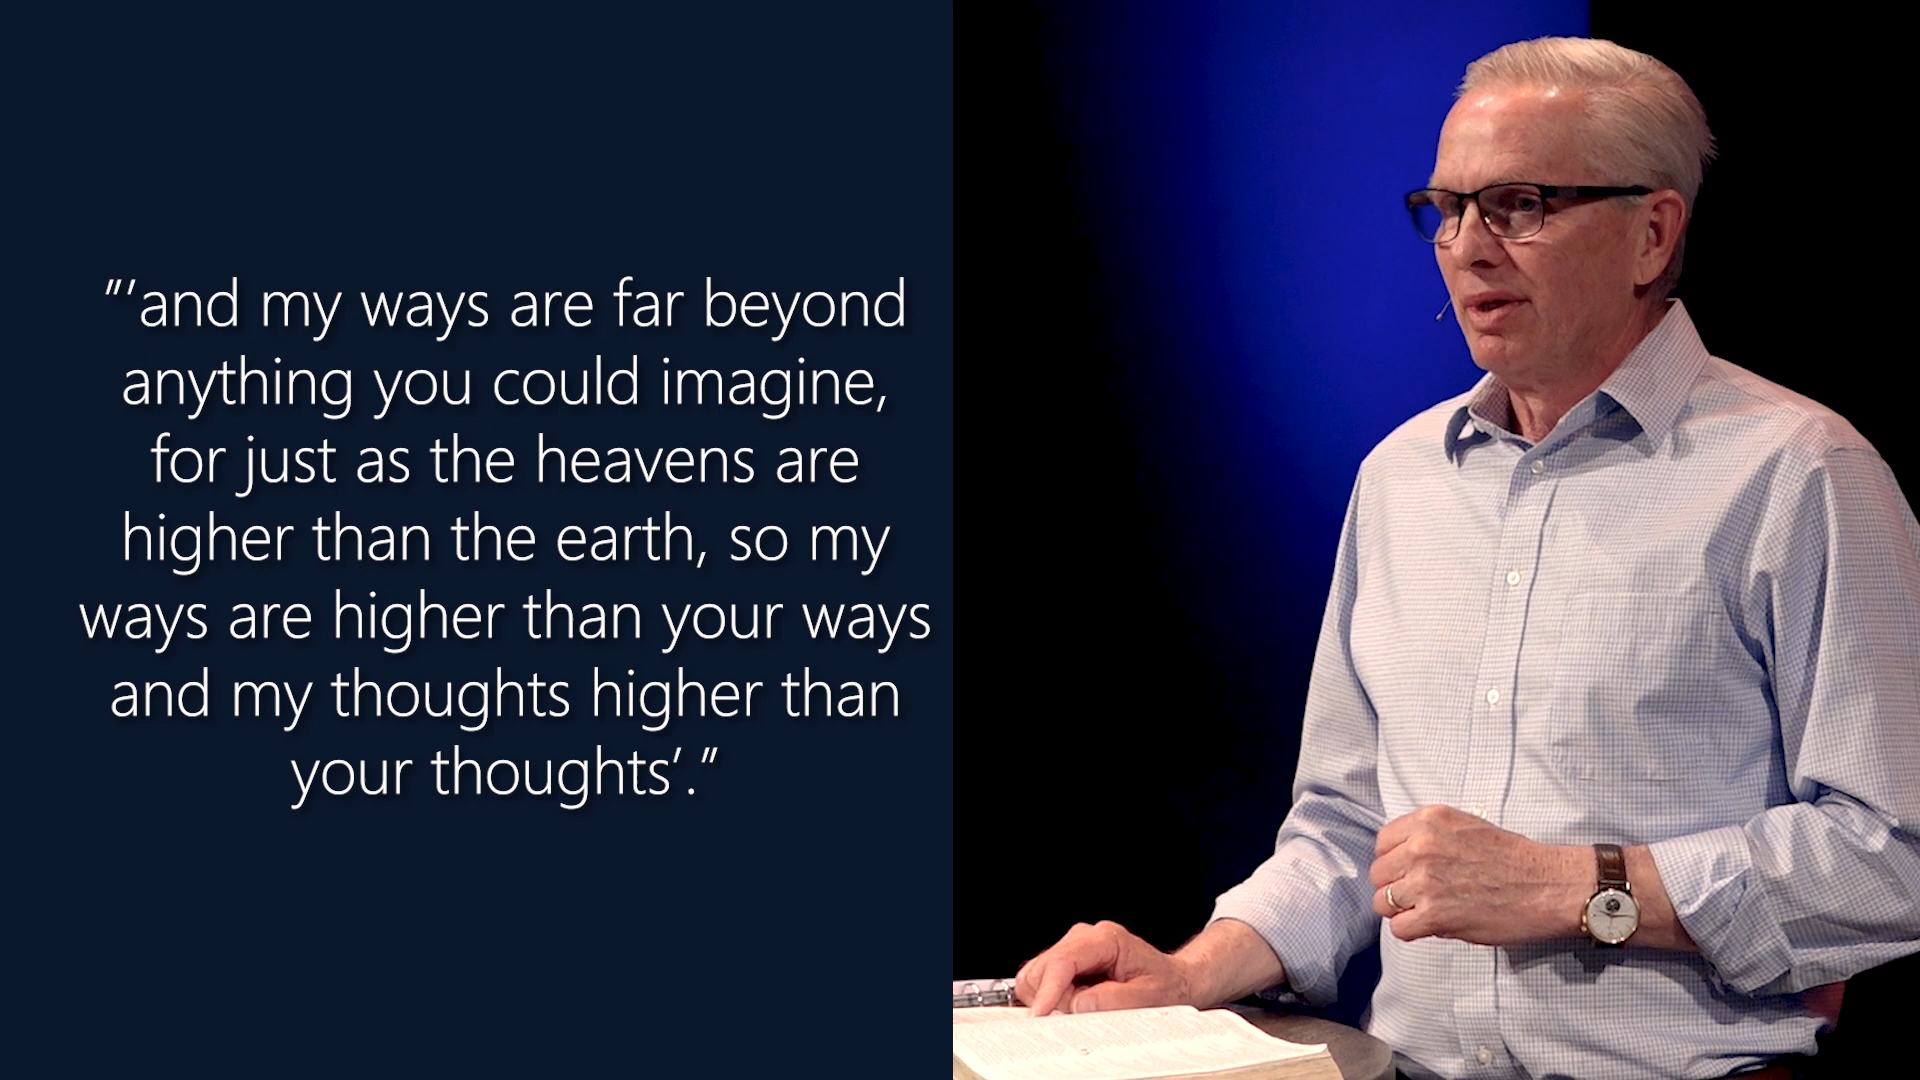 "'and my ways are far beyond
anything you could imagine,
for just as the heavens are
higher than the earth, so my
ways are higher than your ways
and my thoughts higher than
your thoughts'."